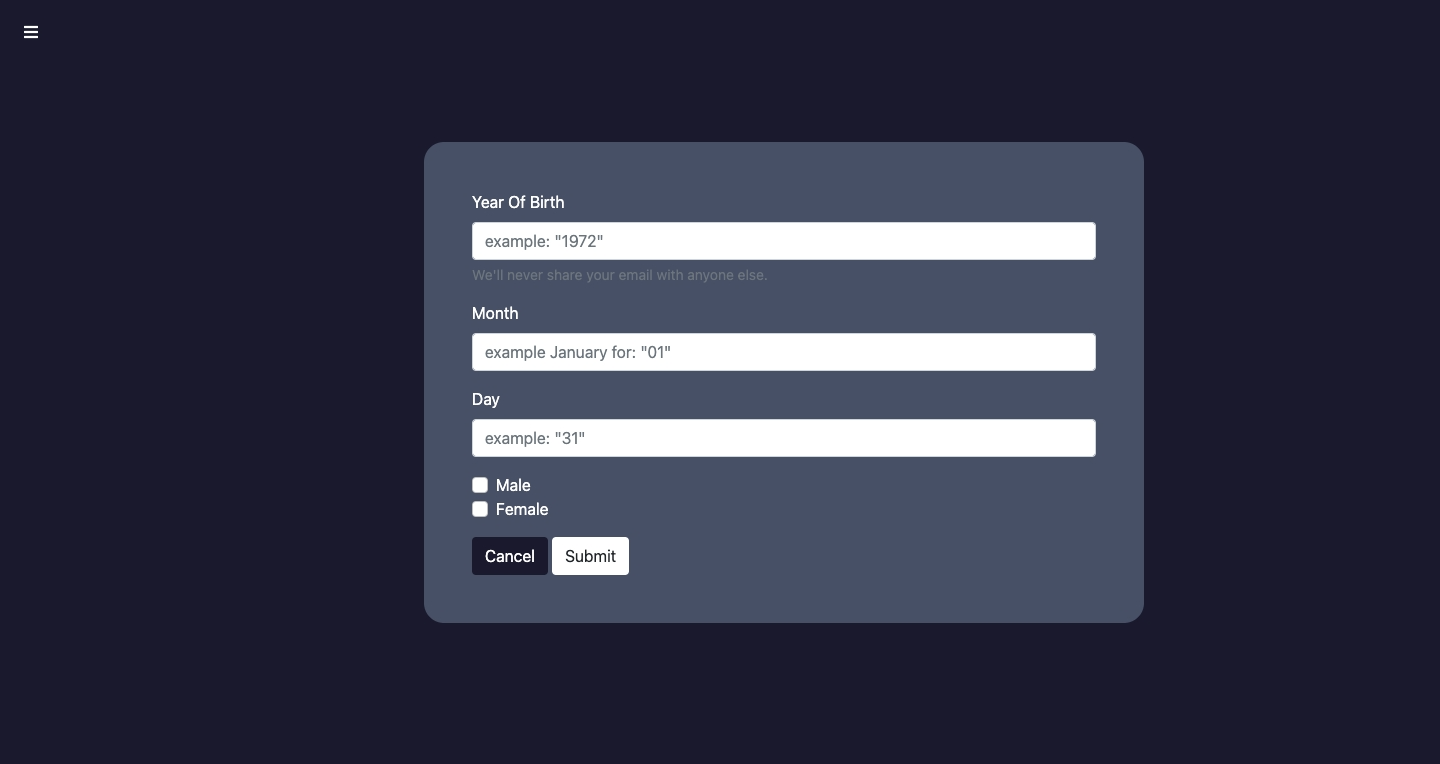 Year Of Birth
example: "1972"
We'll never share your email with anyone else.
Month
example January for: "01"
Day
example: "31"
Male
Female
Cancel Submit